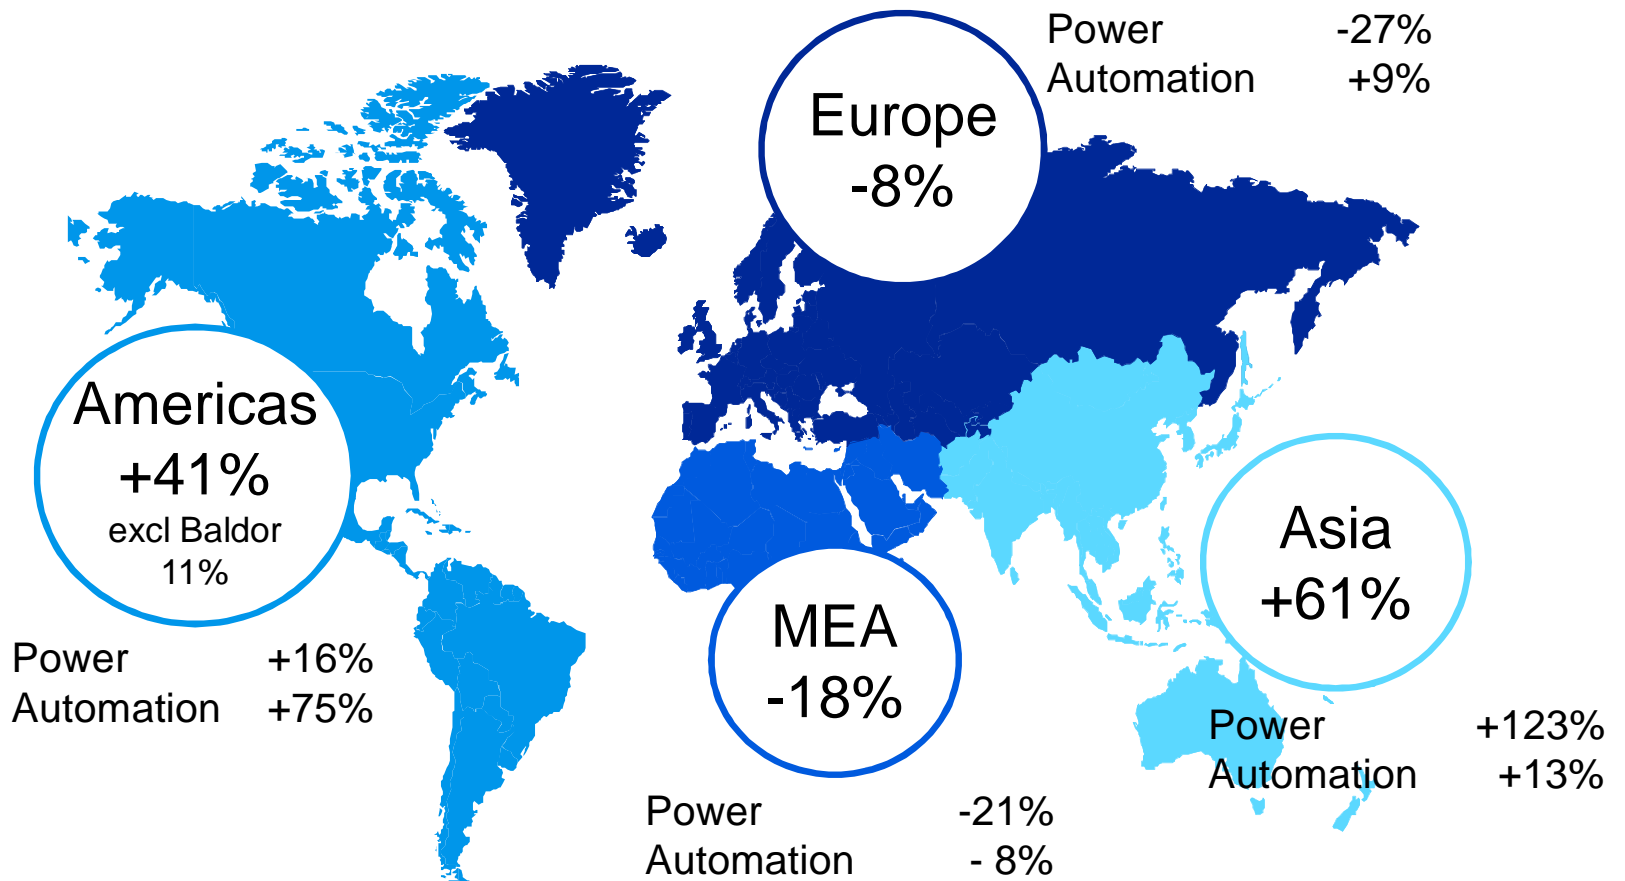 Power -27%
Automation +9%
Europe
-8%
Americas
+41%
excl Baldor
11%
Power +16%
Automation +75%
MEA
-18%
Power -21%
Automation - 8%
Asia
+61%
Power +123%
Automation +13%